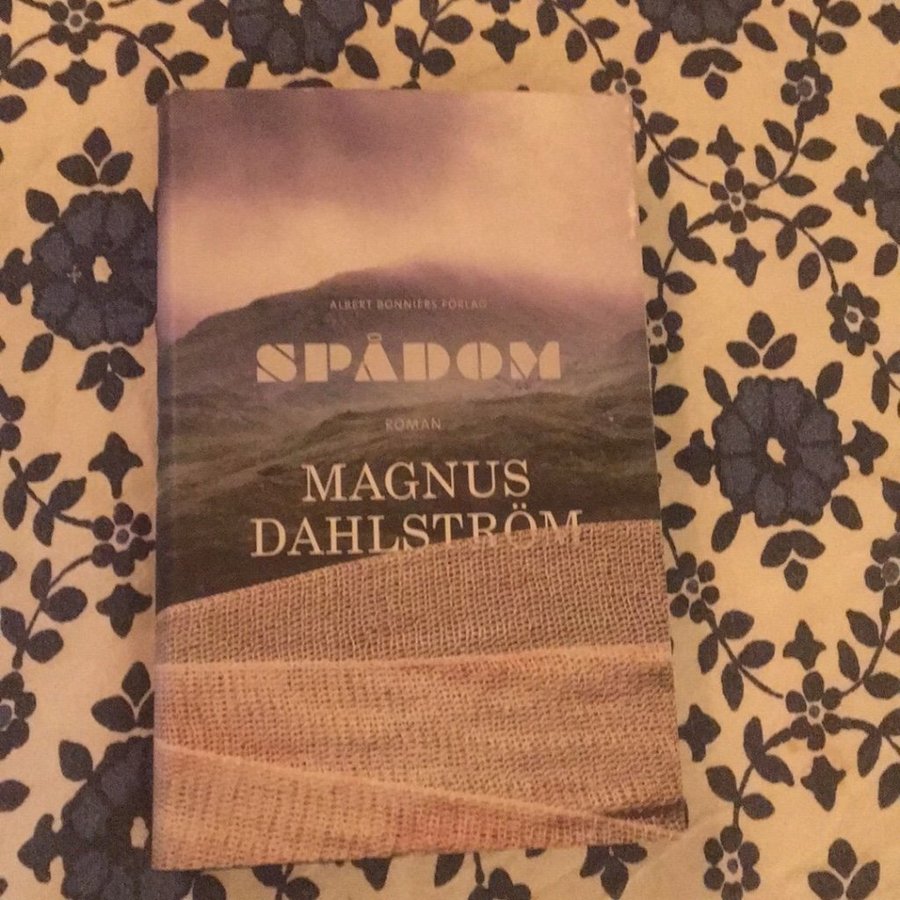 ALBERT BONNIERS FÖRLAG
SPÅDOM
ROMAN
MAGNUS
DAHLSTRÖM